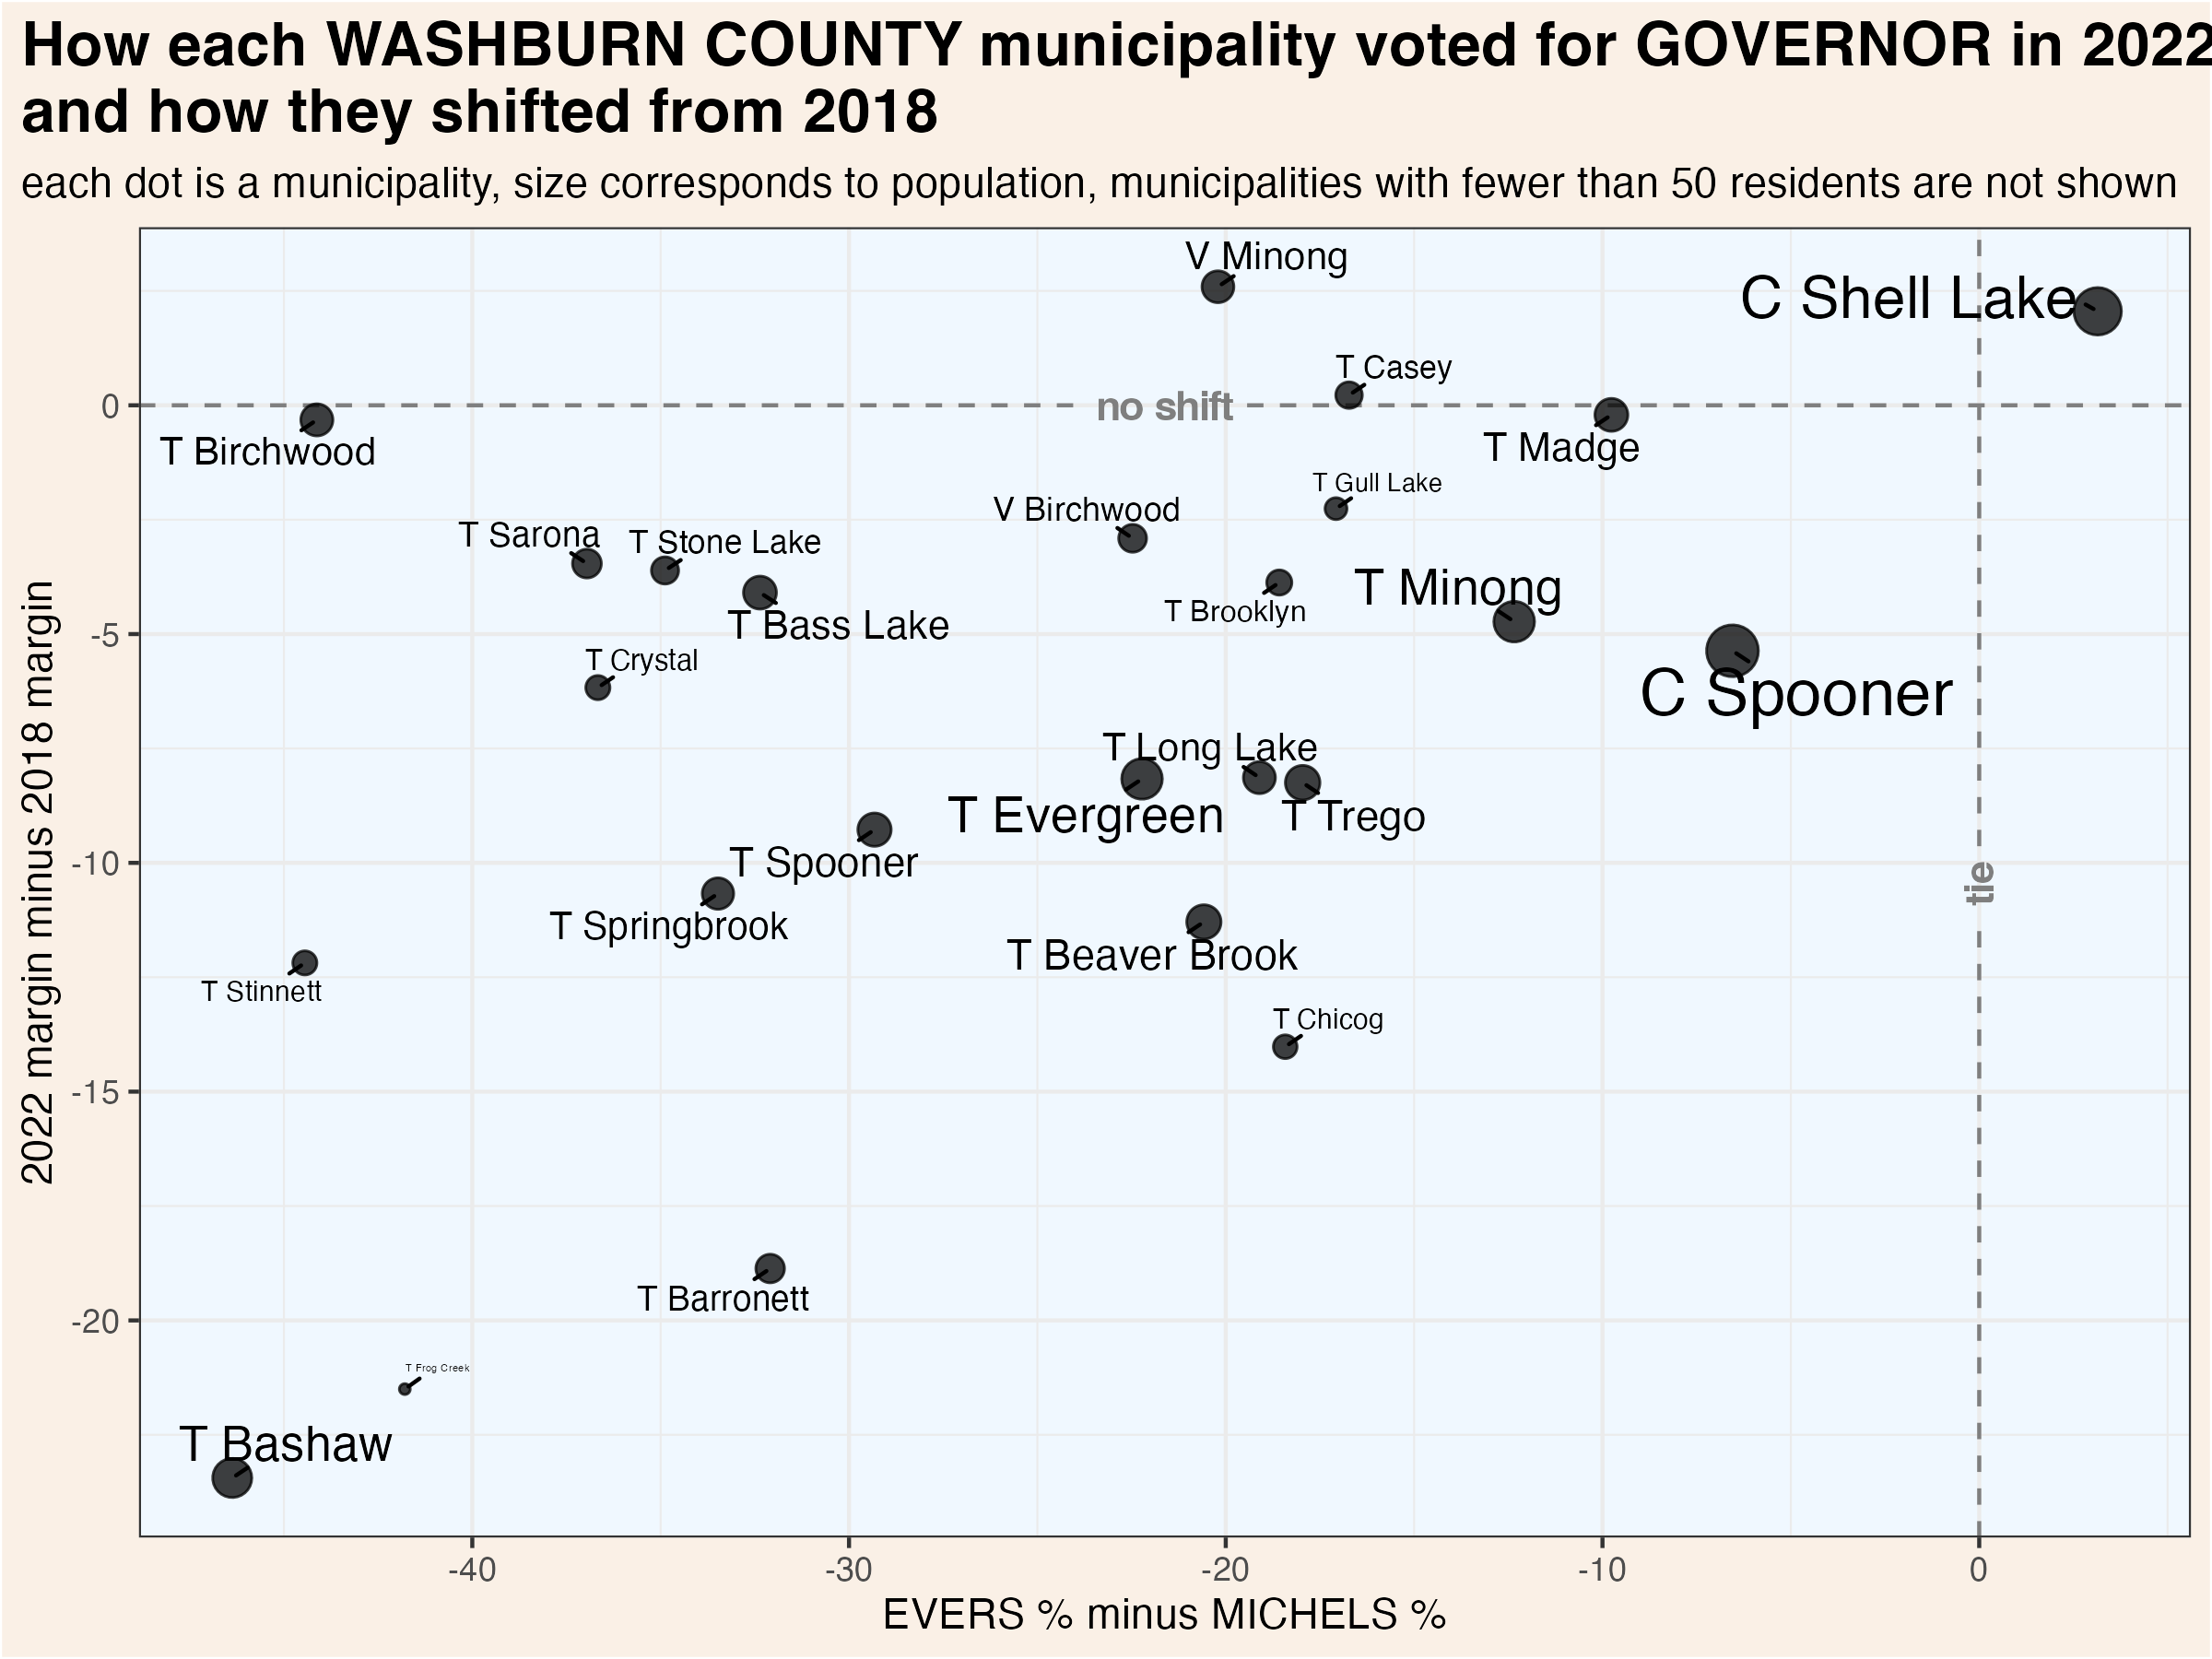 How each WASHBURN COUNTY municipality voted for GOVERNOR in 2022
and how they shifted from 2018
each dot is a municipality, size corresponds to population, municipalities with fewer than 50 residents are not shown
V Minong
C Shell Lake
T Casey
0
no shift
T Birchwood
T Madge
T Gull Lake
V Birchwood
T Sarona
T Stone Lake
T Minong
T Brooklyn
T Bass Lake
-5
T Crystal
C Spooner
T Long Lake
T Evergreen
T Trego
T Spooner
-10
tie
T Springbrook
T Beaver Brook
T Stinnett
T Chicog
-15
T Barronett
-20
T Frog Creek
T Bashaw
2022 margin minus 2018 margin
-40
-30
-20
-10
0
EVERS % minus MICHELS %